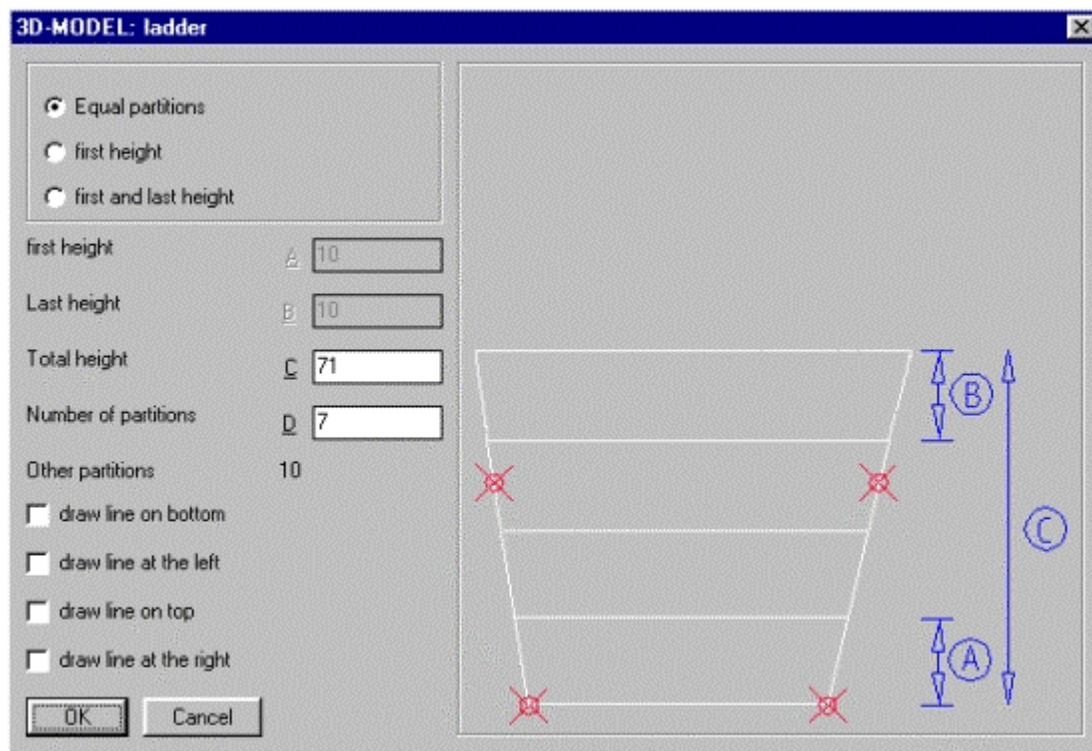 3D-MODEL: ladder
Equal partitions
first height
first and last height
first height A 10
Last height B 10
Total height C 71
Number of partitions D 7
Other partitions 10
draw line on bottom
draw line at the left
draw line on top
draw line at the right
OK Cancel
B
C
A